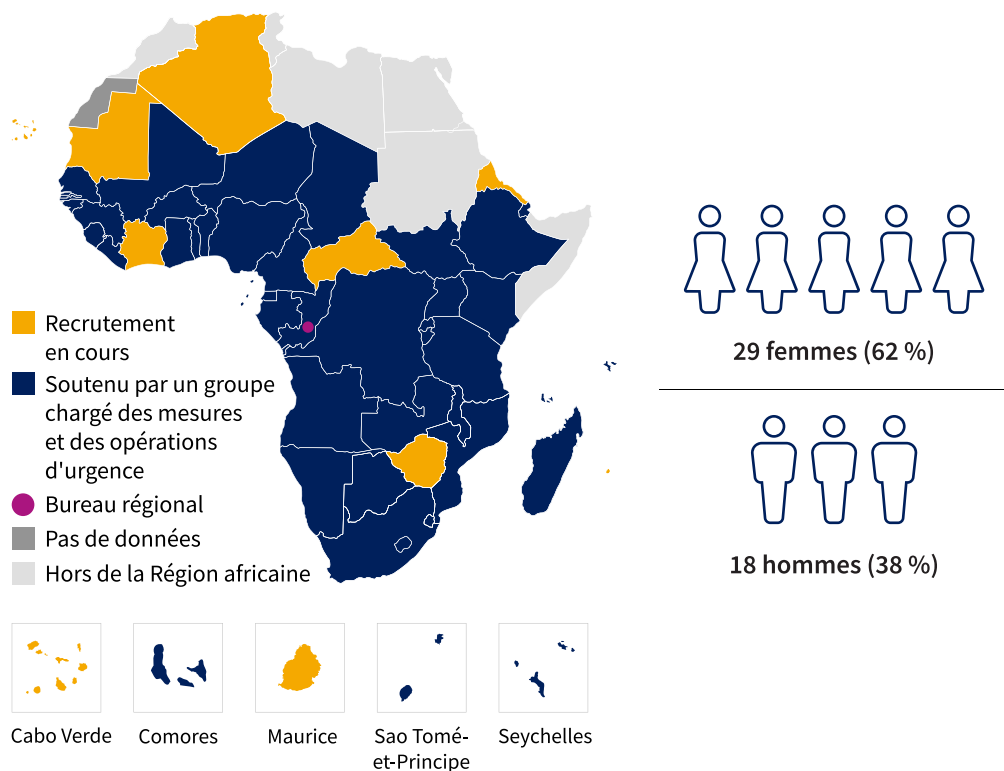 Recrutement
en cours
Soutenu par un groupe
chargé des mesures
et des opérations
d'urgence
Bureau régional
Pas de données
Hors de la Région africaine
29 femmes (62 %)
18 hommes (38 %)
Cabo Verde
Comores
Maurice
Sao Tomé-
et-Principe
Seychelles